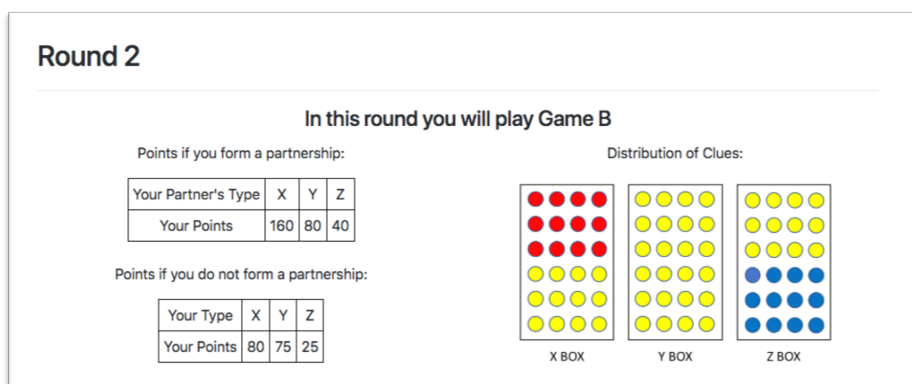 Round 2
In this round you will play Game B
Points if you form a partnership:
Your Partner's Type X Y Z
Your Points 160 80 40
Points if you do not form a partnership:
Your Type X Y Z
Your Points 80 75 25
Distribution of Clues:
X BOX Y BOX Z BOX